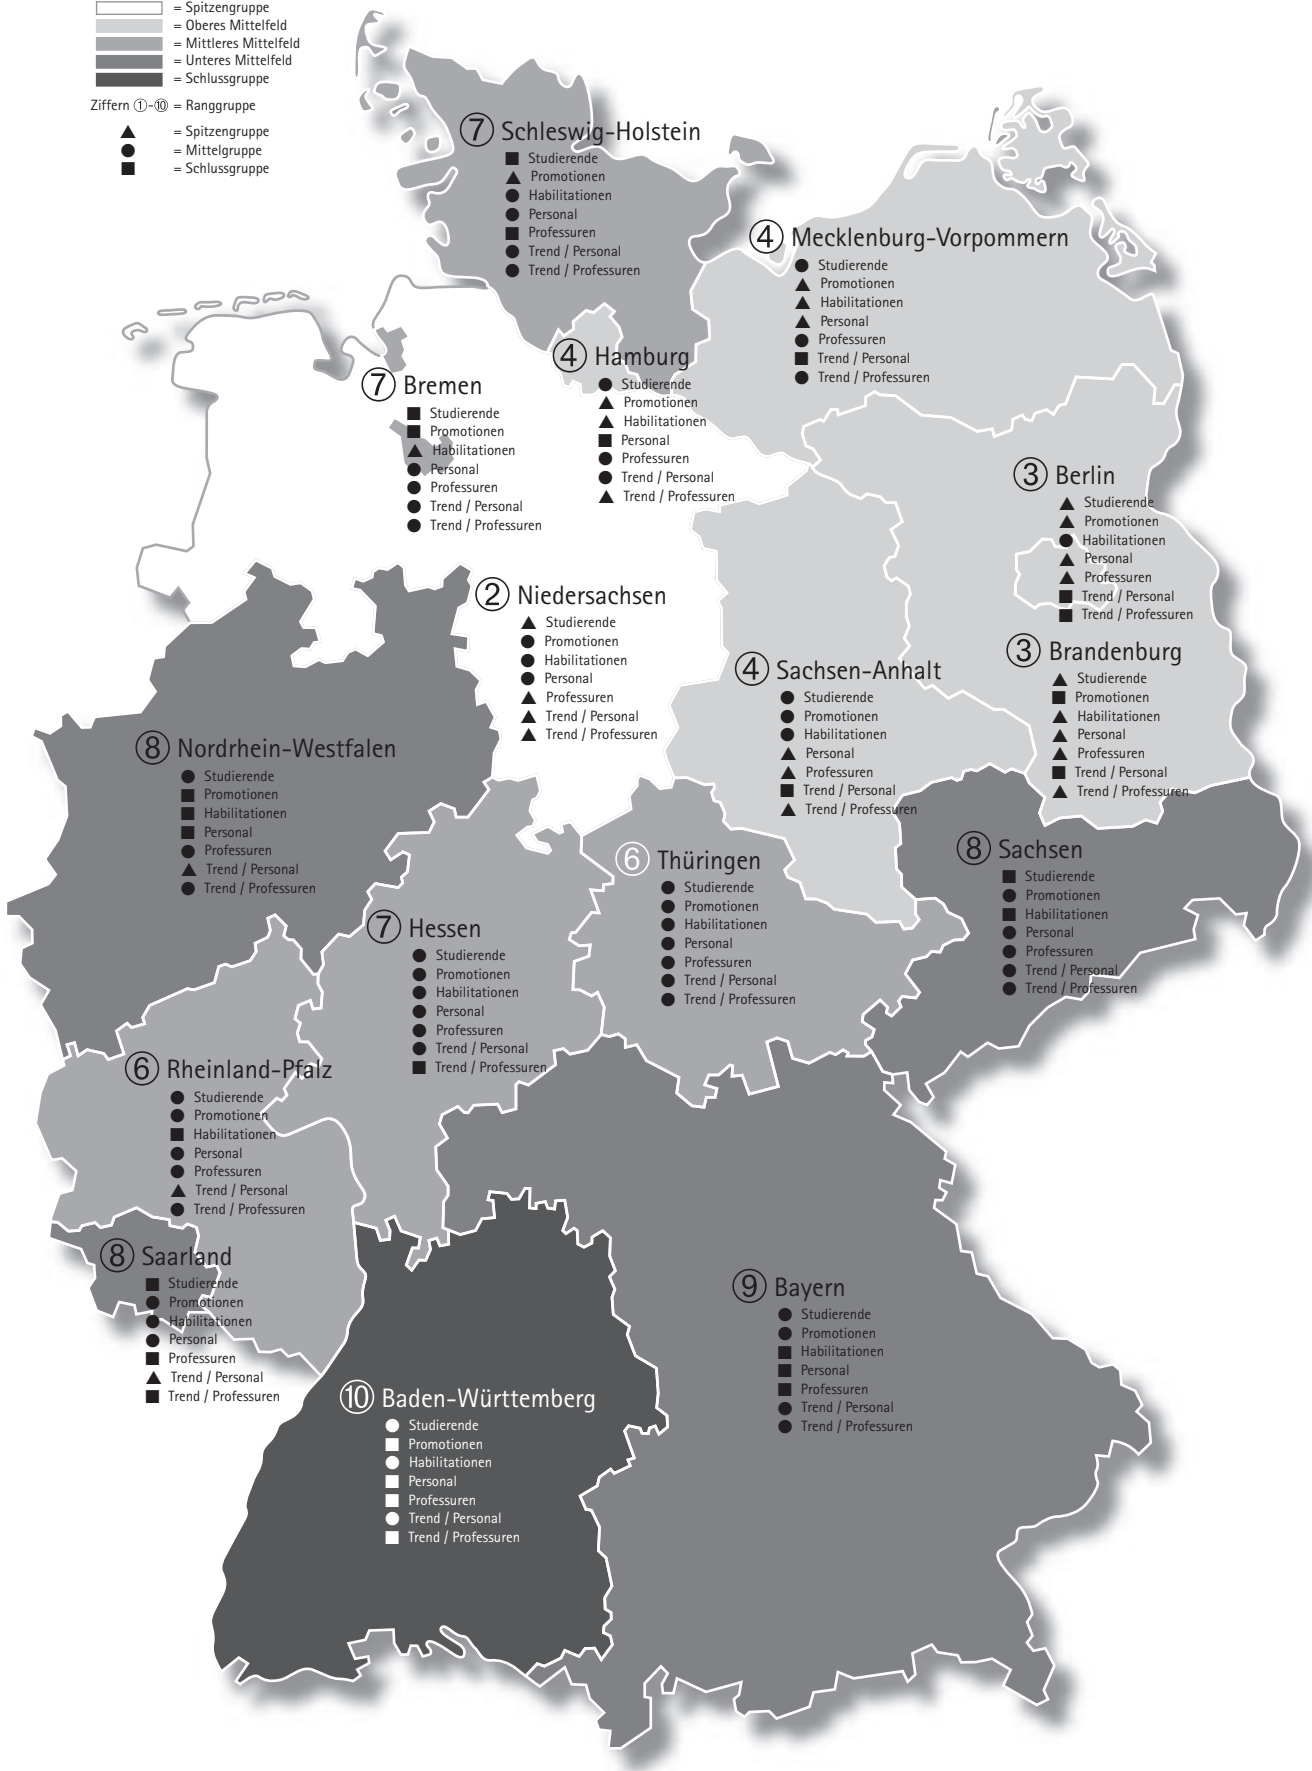 = Spitzengruppe
= Oberes Mittelfeld
= Mittleres Mittelfeld
= Unteres Mittelfeld
= Schlussgruppe
Ziffern ①-⑩ = Ranggruppe
▲ = Spitzengruppe
● = Mittelgruppe
■ = Schlussgruppe
⑦ Schleswig-Holstein
■ Studierende
▲ Promotionen
● Habilitationen
● Personal
■ Professuren
● Trend / Personal
● Trend / Professuren
④ Mecklenburg-Vorpommern
● Studierende
▲ Promotionen
▲ Habilitationen
▲ Personal
● Professuren
■ Trend / Personal
● Trend / Professuren
④ Hamburg
● Studierende
▲ Promotionen
▲ Habilitationen
■ Personal
● Professuren
● Trend / Personal
▲ Trend / Professuren
⑦ Bremen
■ Studierende
■ Promotionen
▲ Habilitationen
● Personal
● Professuren
● Trend / Personal
● Trend / Professuren
③ Berlin
▲ Studierende
▲ Promotionen
● Habilitationen
▲ Personal
▲ Professuren
■ Trend / Personal
■ Trend / Professuren
② Niedersachsen
▲ Studierende
● Promotionen
● Habilitationen
● Personal
▲ Professuren
▲ Trend / Personal
▲ Trend / Professuren
③ Brandenburg
▲ Studierende
■ Promotionen
▲ Habilitationen
▲ Personal
▲ Professuren
■ Trend / Personal
▲ Trend / Professuren
④ Sachsen-Anhalt
● Studierende
● Promotionen
● Habilitationen
▲ Personal
▲ Professuren
■ Trend / Personal
▲ Trend / Professuren
⑧ Nordrhein-Westfalen
● Studierende
■ Promotionen
■ Habilitationen
■ Personal
● Professuren
▲ Trend / Personal
● Trend / Professuren
⑧ Sachsen
■ Studierende
● Promotionen
■ Habilitationen
● Personal
● Professuren
● Trend / Personal
● Trend / Professuren
⑥ Thüringen
● Studierende
● Promotionen
● Habilitationen
● Personal
● Professuren
● Trend / Personal
● Trend / Professuren
⑦ Hessen
● Studierende
● Promotionen
● Habilitationen
● Personal
● Professuren
● Trend / Personal
■ Trend / Professuren
⑥ Rheinland-Pfalz
● Studierende
● Promotionen
■ Habilitationen
● Personal
● Professuren
▲ Trend / Personal
● Trend / Professuren
⑧ Saarland
■ Studierende
● Promotionen
● Habilitationen
● Personal
■ Professuren
▲ Trend / Personal
■ Trend / Professuren
⑨ Bayern
● Studierende
● Promotionen
■ Habilitationen
■ Personal
■ Professuren
● Trend / Personal
● Trend / Professuren
⑩ Baden-Württemberg
● Studierende
■ Promotionen
● Habilitationen
■ Personal
■ Professuren
● Trend / Personal
■ Trend / Professuren